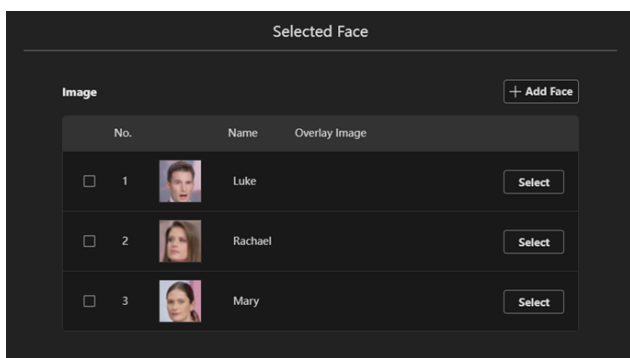 Selected Face
Image
+ Add Face
No. Name Overlay Image
1 Luke Select
2 Rachael Select
3 Mary Select